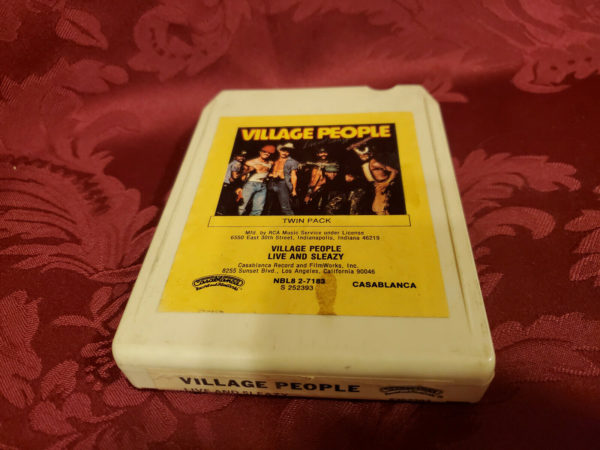 VILLAGE PEOPLE
TWIN PACK
Mfd. by RCA Music Service under License
6550 East 30th Street, Indianapolis, Indiana 46219
VILLAGE PEOPLE
LIVE AND SLEAZY
Casablanca Record and FilmWorks, Inc.
8255 Sunset Blvd., Los Angeles, California 90046
NBL8 2-7183
S 252393
CASABLANCA
Casablanca
VILLAGE PEOPLE
LIVE AND SLEAZY